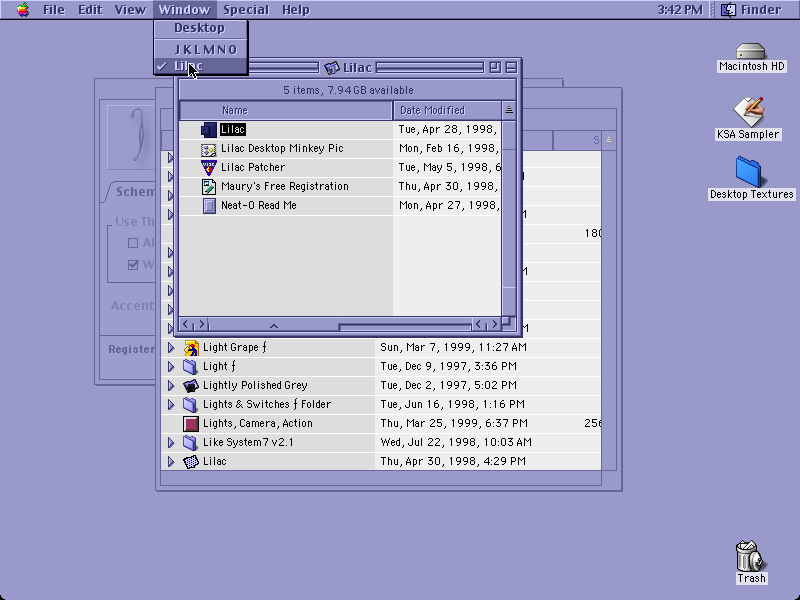 File Edit View Window Special Help 3:42 PM Finder
Desktop
J K L M N O
✓ Lilac
Lilac
5 items, 7.94 GB available
Name Date Modified
Lilac Tue, Apr 28, 1998,
Lilac Desktop Minkey Pic Mon, Feb 16, 1998,
Lilac Patcher Tue, May 5, 1998, 6
Maury's Free Registration Thu, Apr 30, 1998,
Neat-O Read Me Mon, Apr 27, 1998,
Macintosh HD
KSA Sampler
Desktop Textures
S
180
Schem
Use Th
Al
W
Accent
Register
Light Grape ƒ Sun, Mar 7, 1999, 11:27 AM
Light ƒ Tue, Dec 9, 1997, 3:36 PM
Lightly Polished Grey Tue, Dec 2, 1997, 5:02 PM
Lights & Switches ƒ Folder Tue, Jun 16, 1998, 1:16 PM
Lights, Camera, Action Thu, Mar 25, 1999, 6:37 PM 256
Like System7 v2.1 Wed, Jul 22, 1998, 10:03 AM
Lilac Thu, Apr 30, 1998, 4:29 PM
Trash